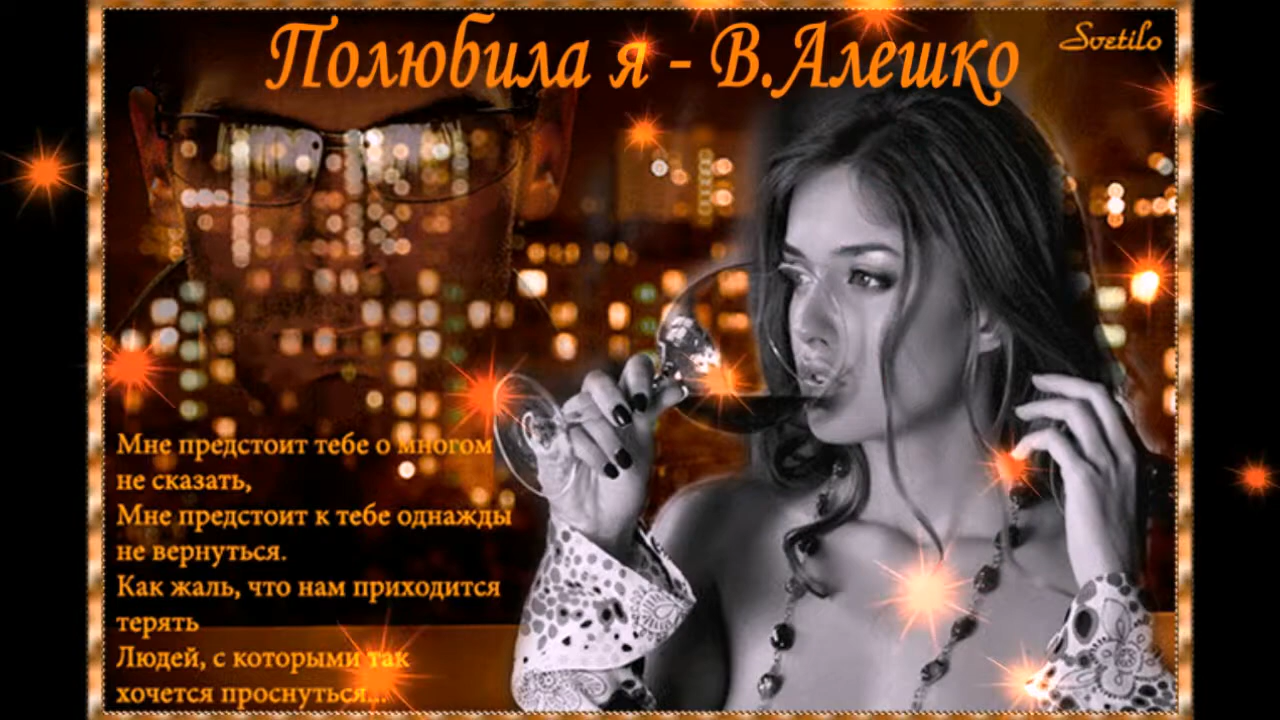 Полюбила я - В.Алешко
Svetilo
Мне предстоит тебе о многом
не сказать,
Мне предстоит к тебе однажды
не вернуться.
Как жаль, что нам приходится
терять
Людей, с которыми так
хочется проснуться...